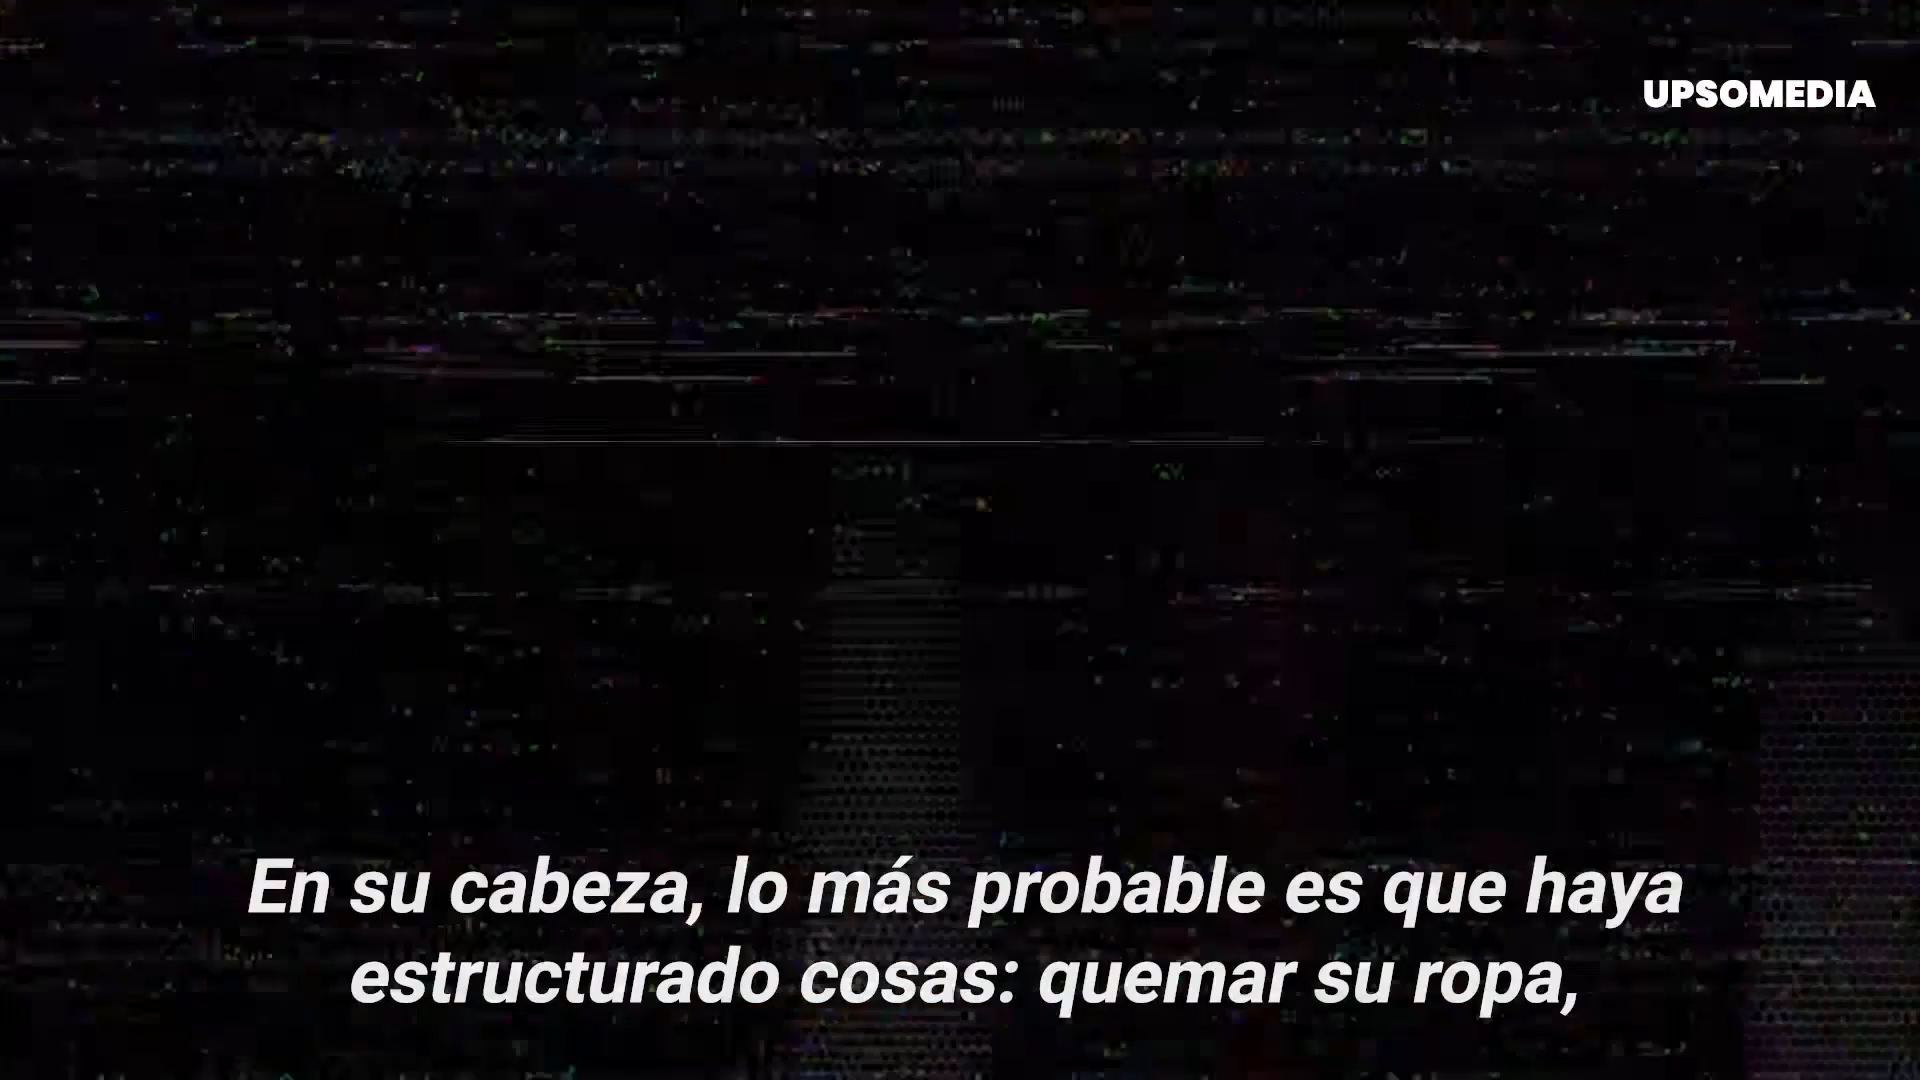 UPSOMEDIA
En su cabeza, lo más probable es que haya
estructurado cosas: quemar su ropa,